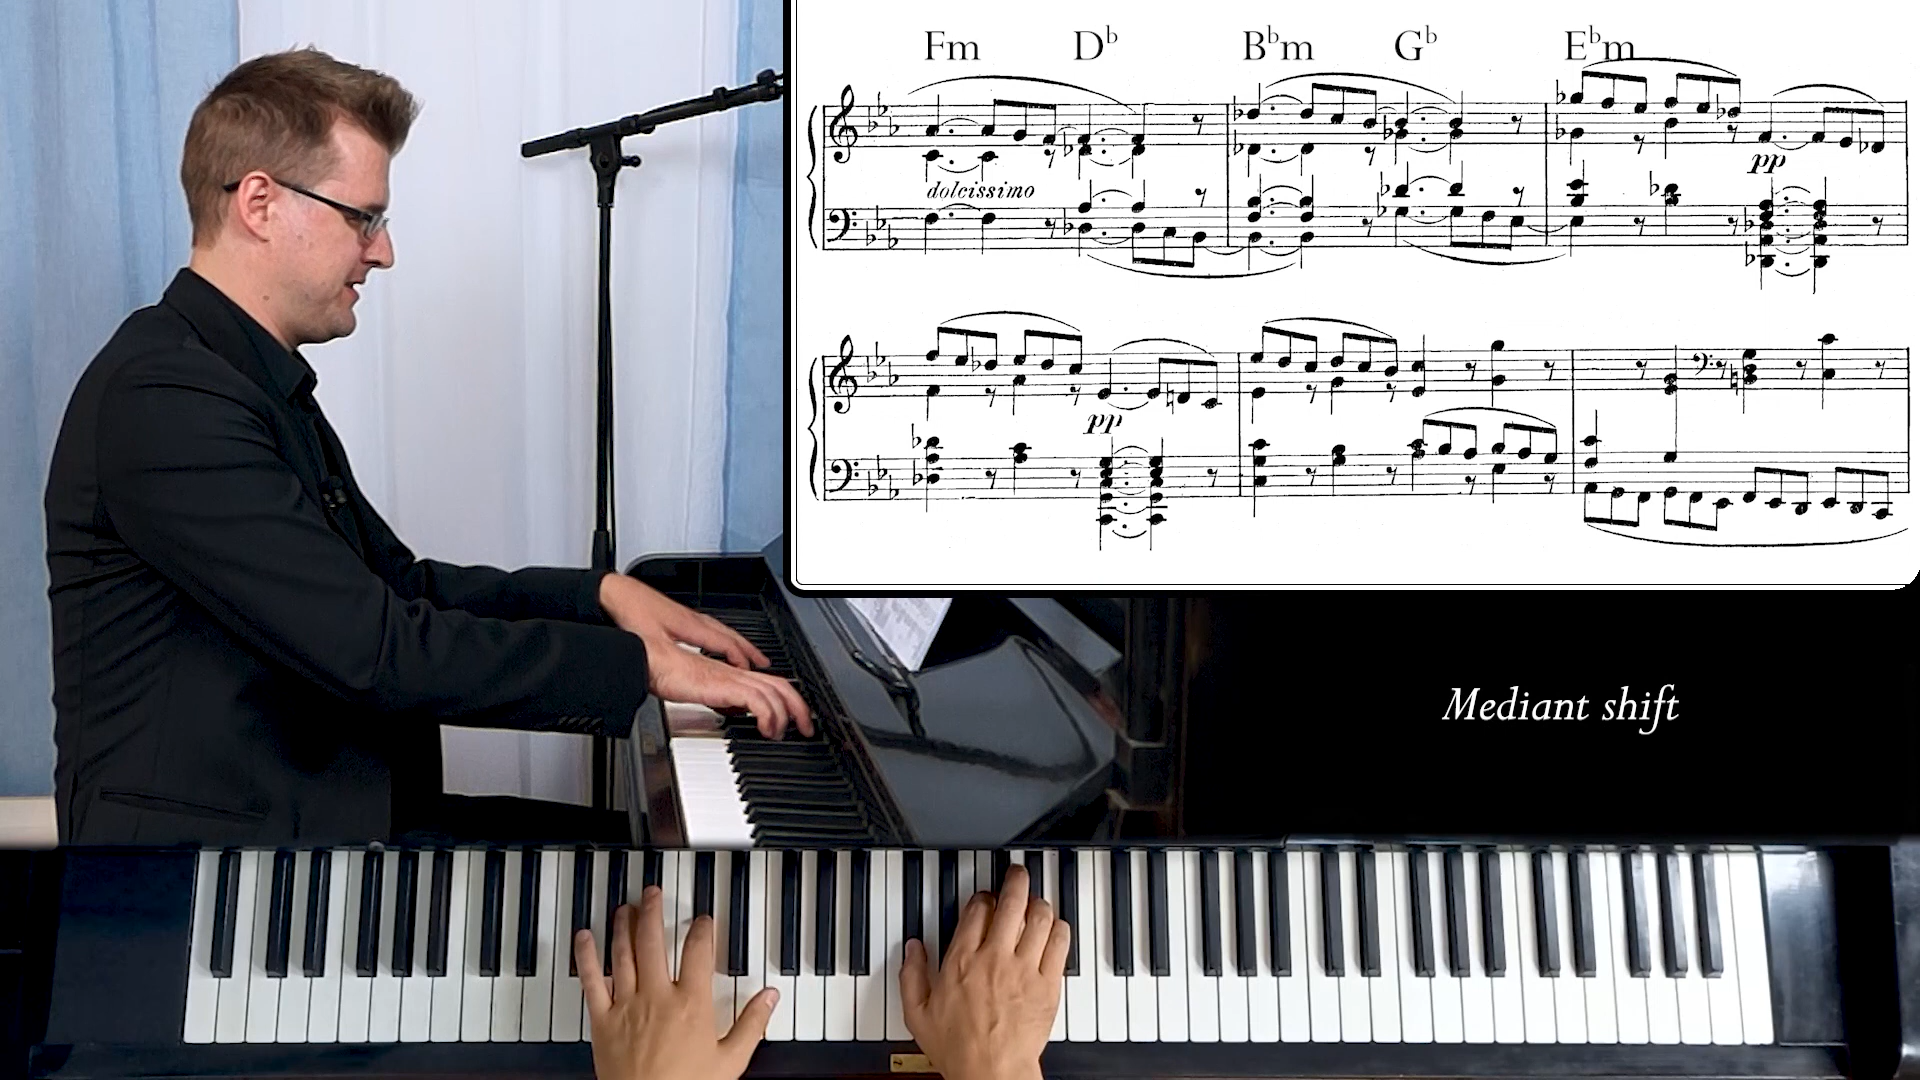 Fm D♭ B♭m G♭ E♭m
dolcissimo
pp
pp
Mediant shift